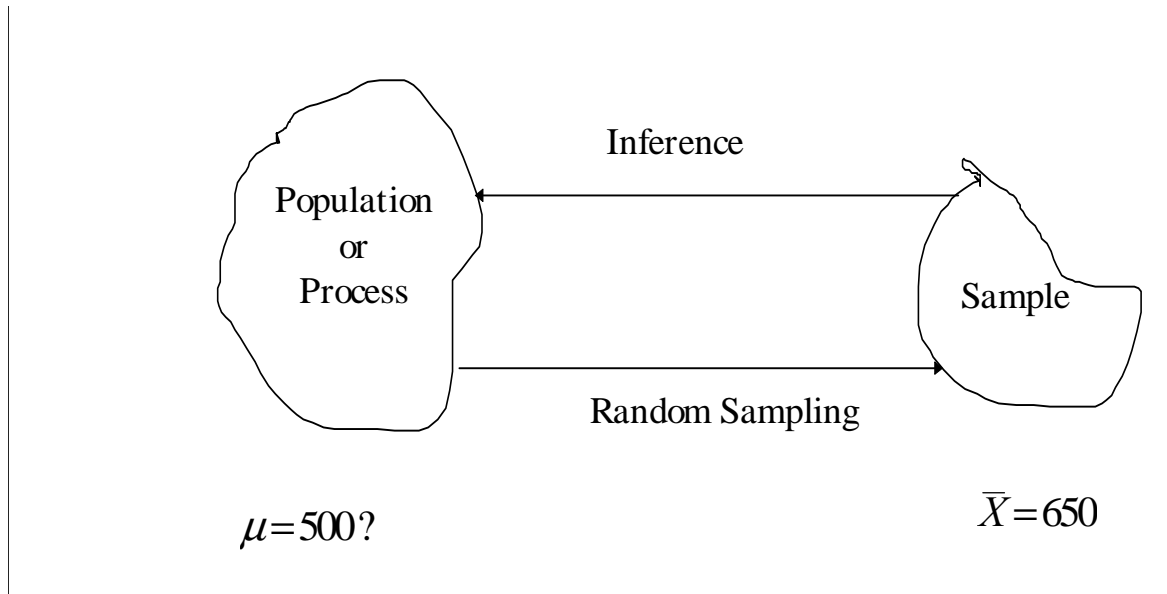 Inference
Population
or
Process
Sample
Random Sampling
μ=500?
X̄=650